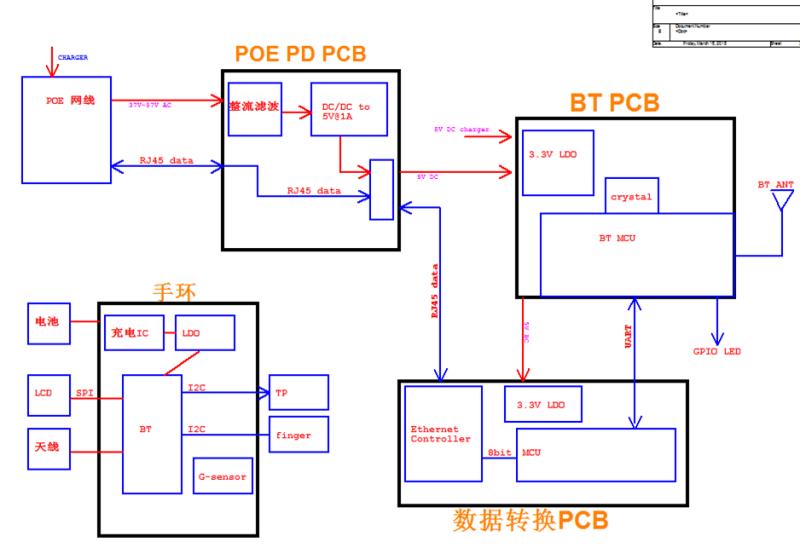 Title
<Title>
Size
Document Number
B
<Doc>
Date:
Friday, March 15, 2013
Sheet
CHARGER
POE PD PCB
POE 网线
37V-57V AC
整流滤波
DC/DC to
5V@1A
RJ45 data
RJ45 data
BT PCB
5V DC charger
5V DC
3.3V LDO
crystal
BT MCU
BT ANT
RJ45 data
5V DC
UART
GPIO LED
手环
电池
充电IC
LDO
LCD
SPI
BT
I2C
TP
I2C
finger
天线
G-sensor
3.3V LDO
Ethernet
Controller
8bit
MCU
数据转换PCB